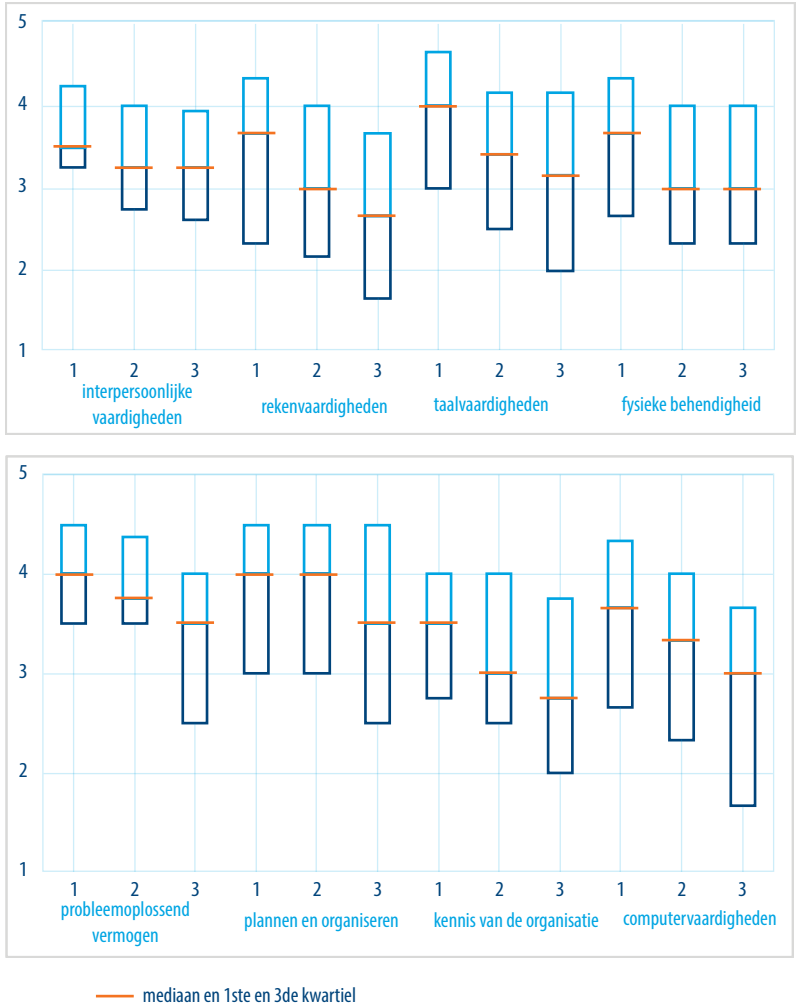 5
4
3
2
1
1 2 3 1 2 3 1 2 3 1 2 3
interpersoonlijke
vaardigheden
rekenvaardigheden
taalvaardigheden
fysieke behendigheid
5
4
3
2
1
1 2 3 1 2 3 1 2 3 1 2 3
probleemoplossend
vermogen
plannen en organiseren
kennis van de organisatie
computervaardigheden
mediaan en 1ste en 3de kwartiel